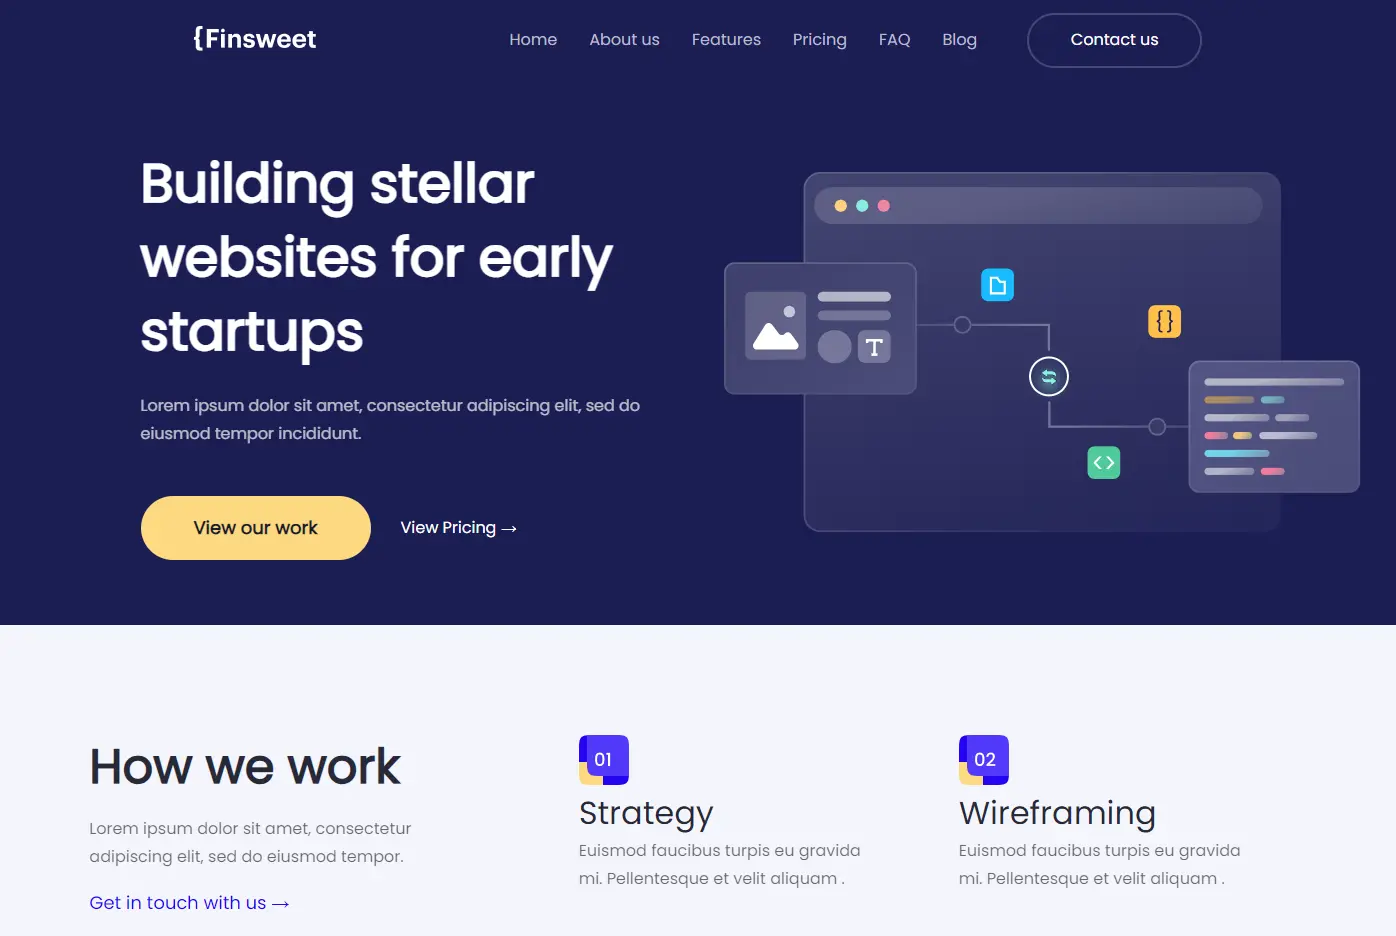 {Finsweet
Home About us Features Pricing FAQ Blog Contact us
Building stellar
websites for early
startups
Lorem ipsum dolor sit amet, consectetur adipiscing elit, sed do
eiusmod tempor incididunt.
View our work View Pricing →
T
{}
<>
How we work
Lorem ipsum dolor sit amet, consectetur
adipiscing elit, sed do eiusmod tempor.
Get in touch with us →
01
Strategy
Euismod faucibus turpis eu gravida
mi. Pellentesque et velit aliquam .
02
Wireframing
Euismod faucibus turpis eu gravida
mi. Pellentesque et velit aliquam .